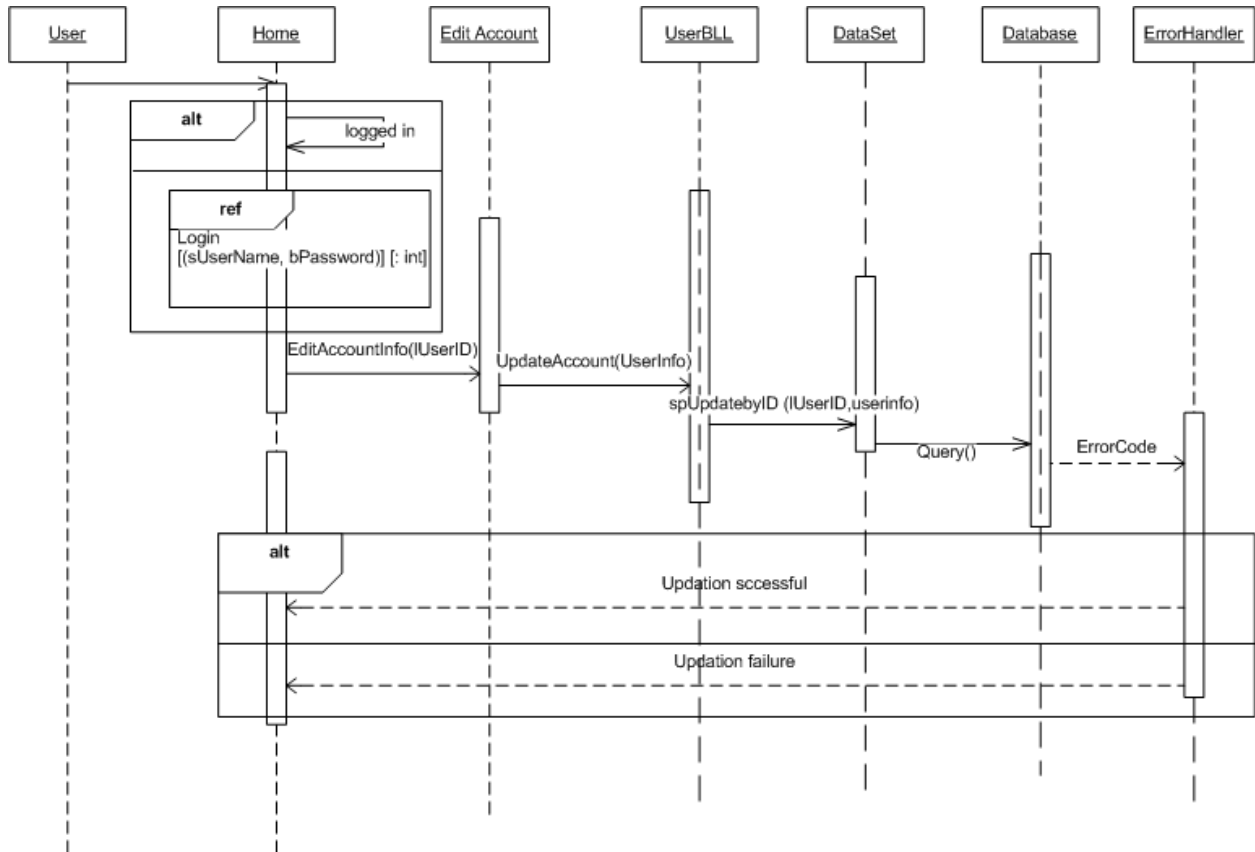 User
Home
Edit Account
UserBLL
DataSet
Database
ErrorHandler
alt
logged in
ref
Login
[(sUserName, bPassword)] [: int]
EditAccountInfo(lUserID)
UpdateAccount(UserInfo)
spUpdatebyID (lUserID,userinfo)
Query()
ErrorCode
alt
Updation sccessful
Updation failure